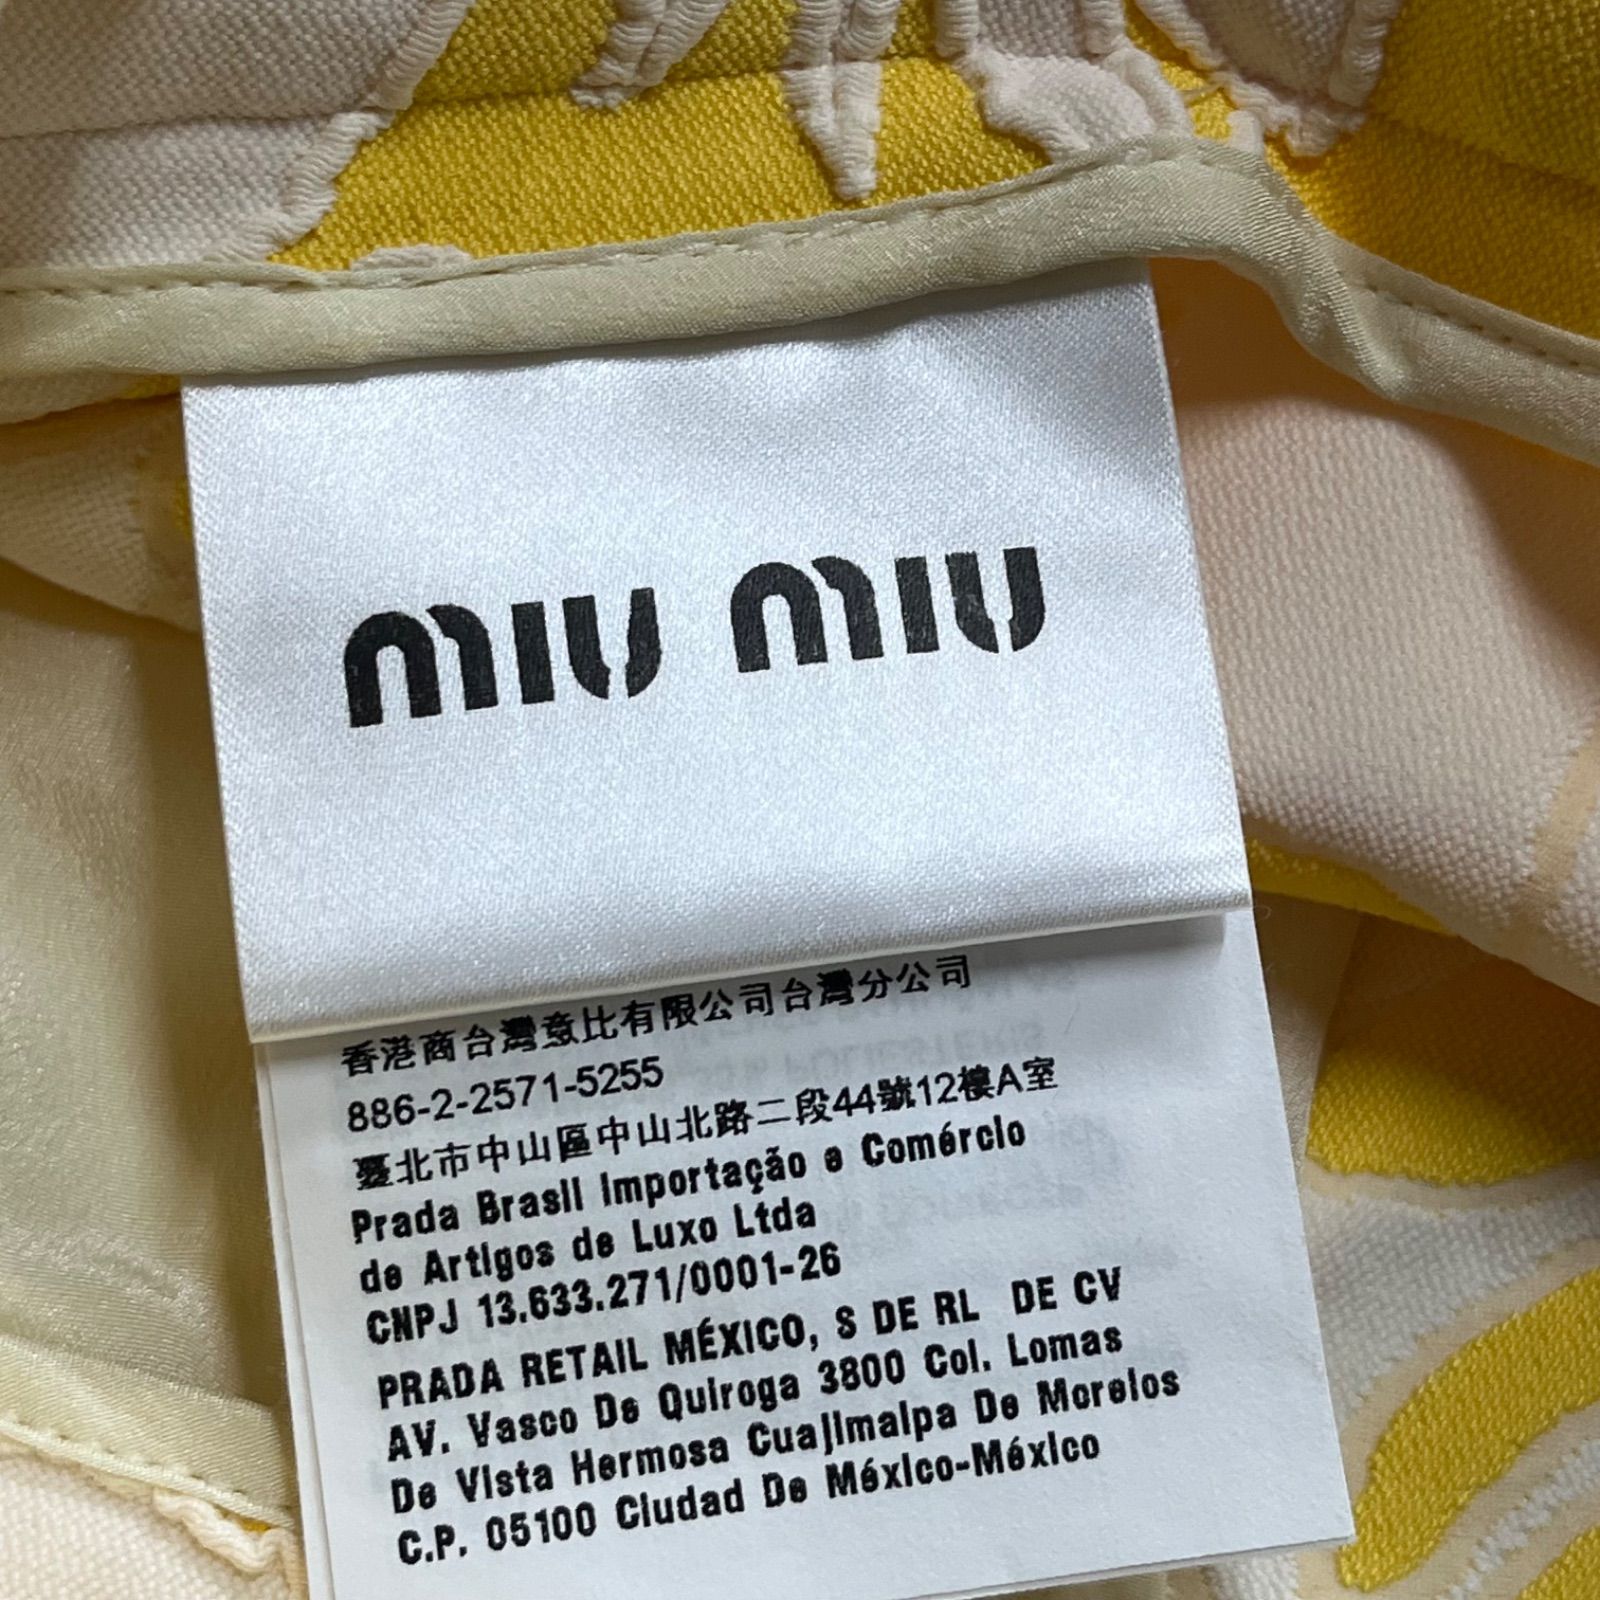 miu miu
香港商台灣意比有限公司台灣分公司
886-2-2571-5255
臺北市中山區中山北路二段44號12樓A室
Prada Brasil Importação e Comércio
de Artigos de Luxo Ltda
CNPJ 13.633.271/0001-26
PRADA RETAIL MÉXICO, S DE RL DE CV
AV. Vasco De Quiroga 3800 Col. Lomas
De Vista Hermosa Cuajimalpa De Morelos
C.P. 05100 Ciudad De México-México